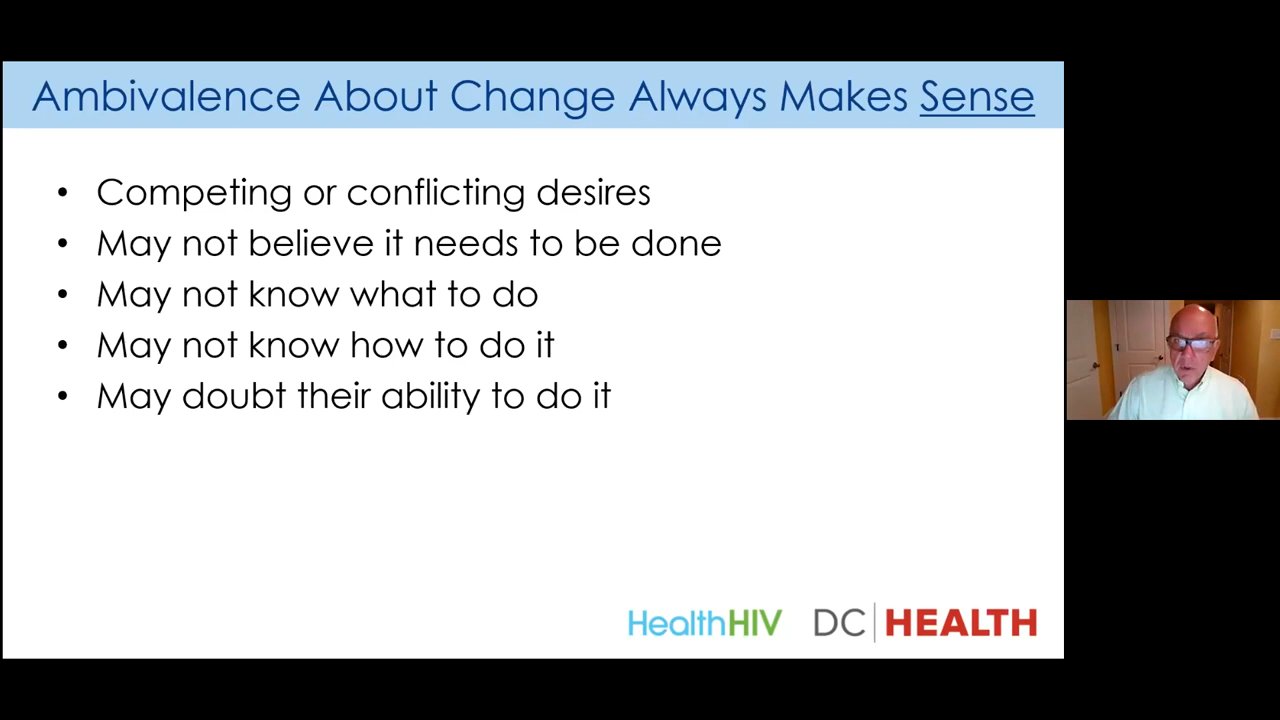 Ambivalence About Change Always Makes Sense
• Competing or conflicting desires
• May not believe it needs to be done
• May not know what to do
• May not know how to do it
• May doubt their ability to do it
HealthHIV DC | HEALTH